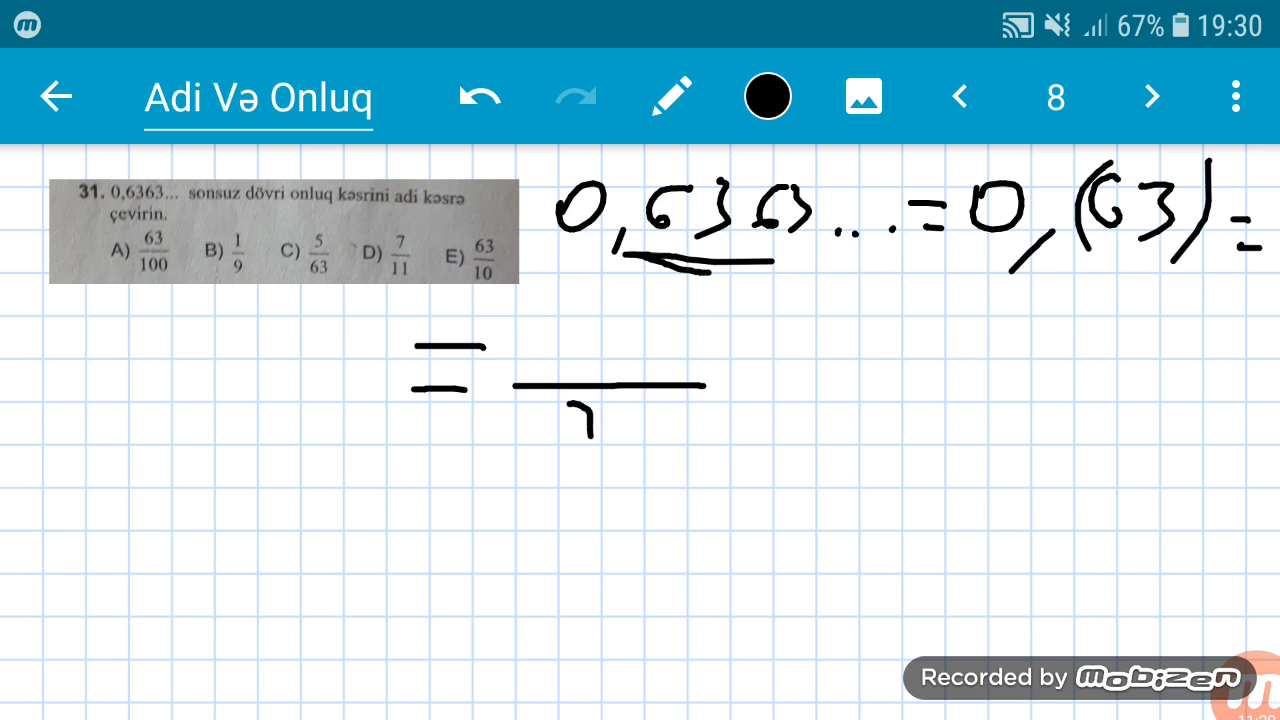 67% 19:30
Adi Və Onluq 8
31. 0,6363... sonsuz dövri onluq kəsrini adi kəsrə
çevirin.
A) 63/100 B) 1/9 C) 5/63 D) 7/11 E) 63/10
0,6363...=0,(63)=
=
Recorded by mobizen